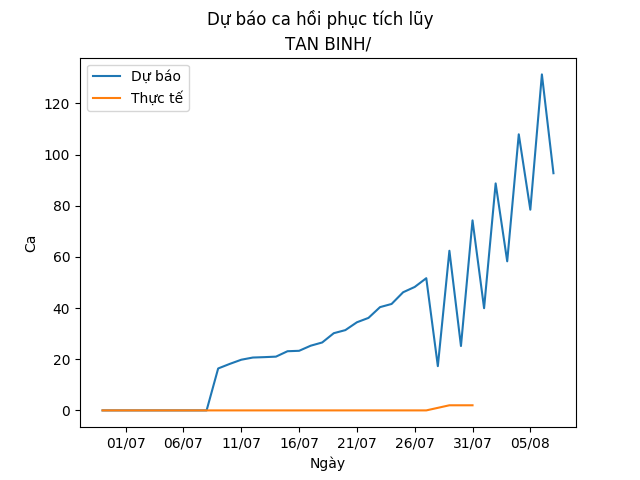 Dự báo ca hồi phục tích lũy
TAN BINH/
Dự báo
Thực tế
Ca
120
100
80
60
40
20
0
01/07 06/07 11/07 16/07 21/07 26/07 31/07 05/08
Ngày